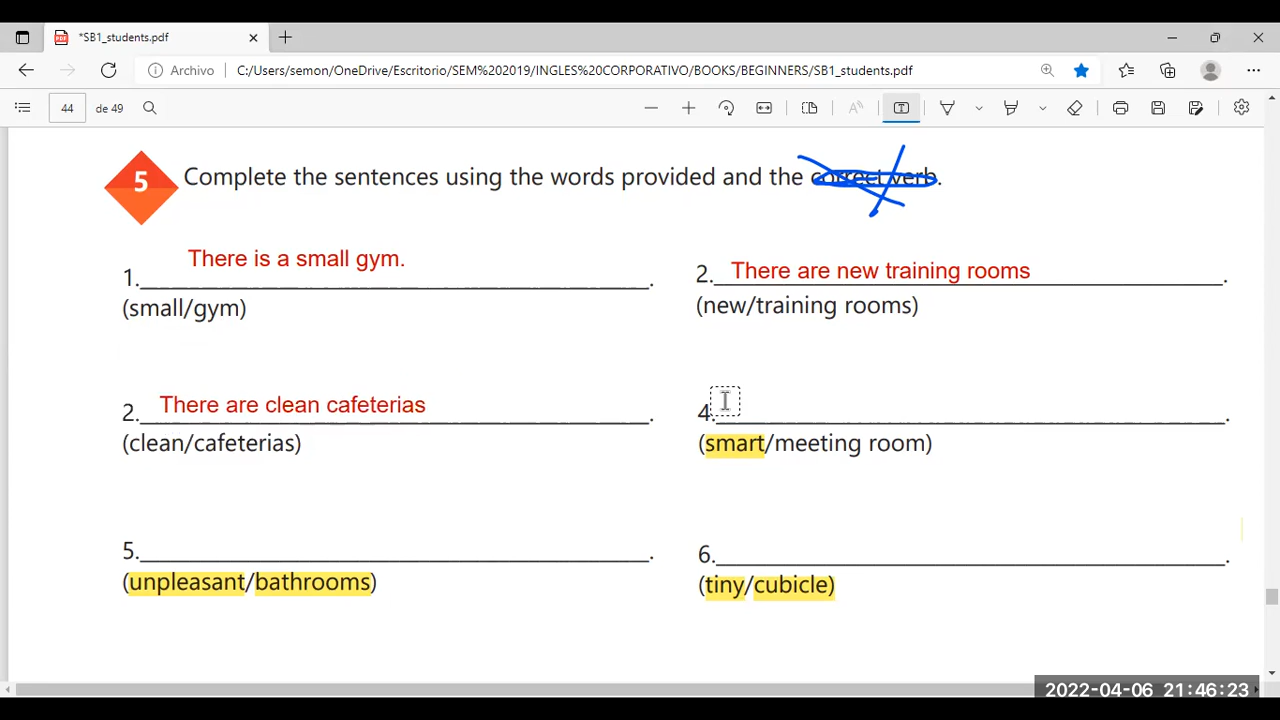 *SB1_students.pdf
Archivo C:/Users/semon/OneDrive/Escritorio/SEM%202019/INGLES%20CORPORATIVO/BOOKS/BEGINNERS/SB1_students.pdf
44 de 49
5 Complete the sentences using the words provided and the correct verb.
There is a small gym.
1. .
(small/gym)
2. There are new training rooms .
(new/training rooms)
2. There are clean cafeterias .
(clean/cafeterias)
4. .
(smart/meeting room)
5. .
(unpleasant/bathrooms)
6. .
(tiny/cubicle)
2022-04-06 21:46:23